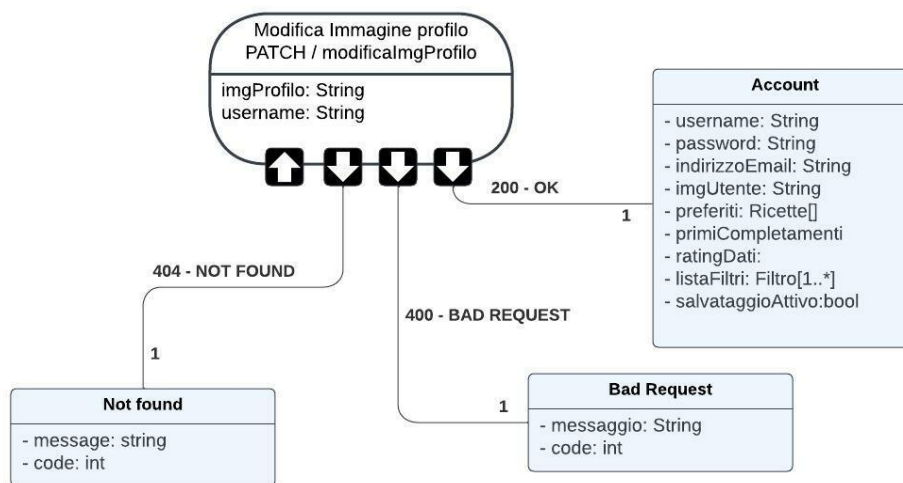 Modifica Immagine profilo
PATCH / modificaImgProfilo
imgProfilo: String
username: String
Account
- username: String
- password: String
- indirizzoEmail: String
- imgUtente: String
- preferiti: Ricette[]
- primiCompletamenti
- ratingDati:
- listaFiltri: Filtro[1..*]
- salvataggioAttivo:bool
200 - OK
1
404 - NOT FOUND
1
400 - BAD REQUEST
1
Not found
- message: string
- code: int
Bad Request
- messaggio: String
- code: int